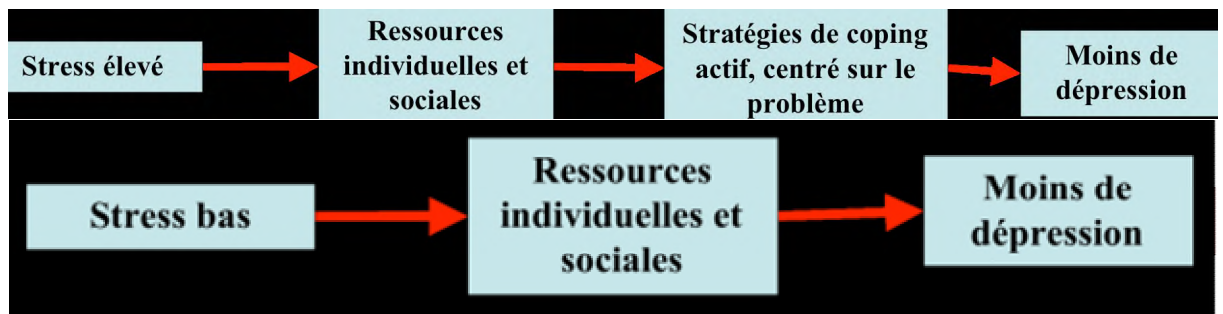 Stress élevé
Ressources
individuelles et
sociales
Stratégies de coping
actif, centré sur le
problème
Moins de
dépression
Stress bas
Ressources
individuelles et
sociales
Moins de
dépression